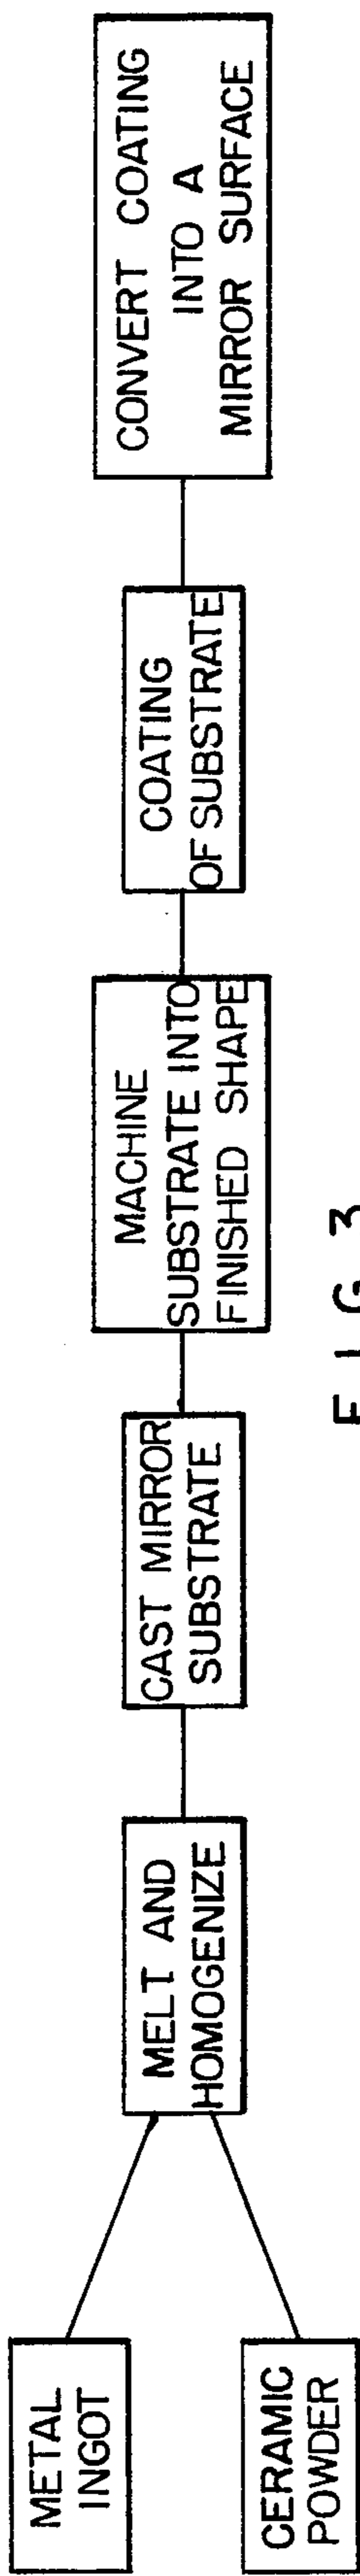 METAL
INGOT
CERAMIC
POWDER
MELT AND
HOMOGENIZE
CAST MIRROR
SUBSTRATE
MACHINE
SUBSTRATE INTO
FINISHED SHAPE
COATING
OF SUBSTRATE
CONVERT COATING
INTO A
MIRROR SURFACE
FIG. 3